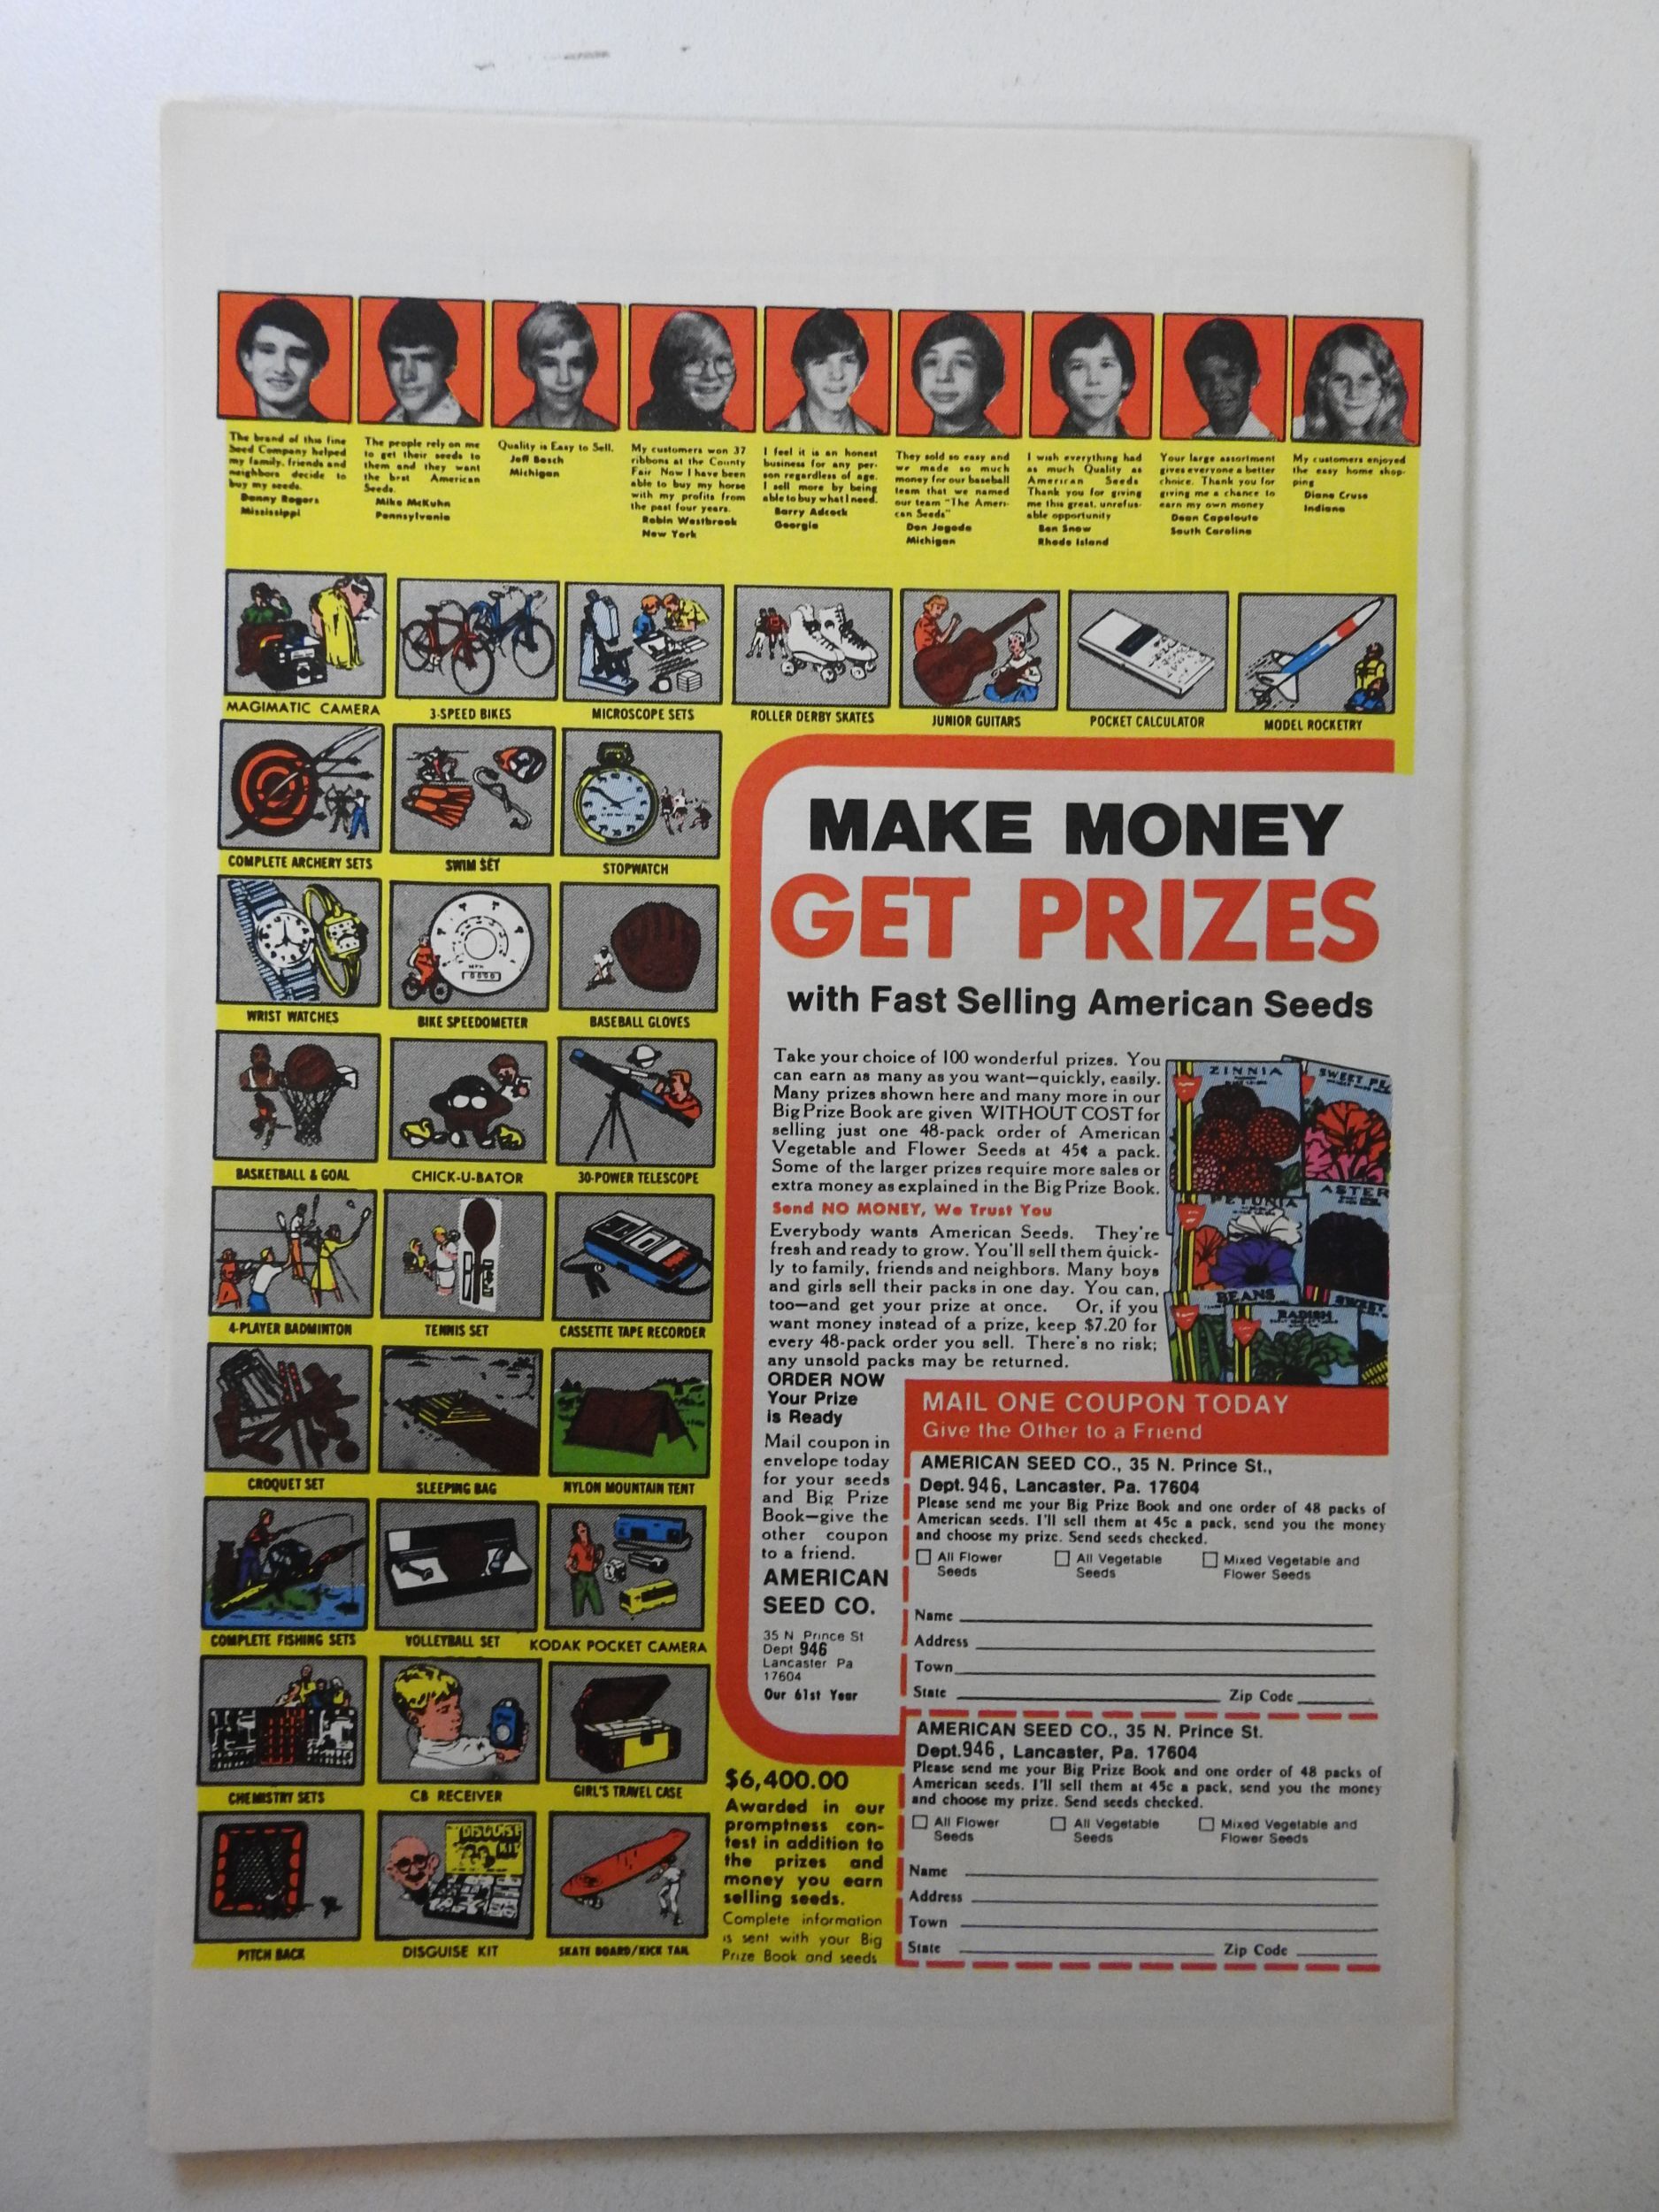 The brand of this fine
Seed Company helped
my family, friends and
neighbors decide to
buy my seeds.
Danny Rogers
Mississippi
The people rely on me
to get their seeds to
them and they want
the best American
Seeds.
Mike McKuhn
Pennsylvania
Quality is Easy to Sell.
Jeff Bosch
Michigan
My customers won 37
ribbons at the County
Fair Now I have been
able to buy my horse
with my profits from
the past four years.
Robin Westbrook
New York
I feel it is an honest
business for any per-
son regardless of age.
I sell more by being
able to buy what I need.
Barry Adcock
Georgia
They sold so easy and
we made so much
money for our baseball
team that we named
our team "The Ameri-
can Seeds"
Don Jagoda
Michigan
I wish everything had
as much Quality as
American Seeds
Thank you for giving
me this great, unrefus-
able opportunity
Ben Snow
Rhode Island
Your large assortment
gives everyone a better
choice. Thank you for
giving me a chance to
earn my own money
Dean Capeloute
South Carolina
My customers enjoyed
the easy home shop-
ping
Diane Cruse
Indiana
MAGIMATIC CAMERA
3-SPEED BIKES
MICROSCOPE SETS
ROLLER DERBY SKATES
JUNIOR GUITARS
POCKET CALCULATOR
MODEL ROCKETRY
COMPLETE ARCHERY SETS
SWIM SET
STOPWATCH
WRIST WATCHES
BIKE SPEEDOMETER
BASEBALL GLOVES
BASKETBALL & GOAL
CHICK-U-BATOR
30-POWER TELESCOPE
4-PLAYER BADMINTON
TENNIS SET
CASSETTE TAPE RECORDER
CROQUET SET
SLEEPING BAG
NYLON MOUNTAIN TENT
COMPLETE FISHING SETS
VOLLEYBALL SET
KODAK POCKET CAMERA
CHEMISTRY SETS
CB RECEIVER
GIRL'S TRAVEL CASE
PITCH BACK
DISGUISE
KIT
DISGUISE KIT
SKATE BOARD/KICK TAIL
MAKE MONEY
GET PRIZES
with Fast Selling American Seeds
Take your choice of 100 wonderful prizes. You
can earn as many as you want—quickly, easily.
Many prizes shown here and many more in our
Big Prize Book are given WITHOUT COST for
selling just one 48-pack order of American
Vegetable and Flower Seeds at 45¢ a pack.
Some of the larger prizes require more sales or
extra money as explained in the Big Prize Book.
Send NO MONEY, We Trust You
Everybody wants American Seeds. They're
fresh and ready to grow. You'll sell them quick-
ly to family, friends and neighbors. Many boys
and girls sell their packs in one day. You can,
too—and get your prize at once. Or, if you
want money instead of a prize, keep $7.20 for
every 48-pack order you sell. There's no risk;
any unsold packs may be returned.
ZINNIA
SWEET PE
PETUNIA
ASTER
BEANS
RADISH
SWEET
ORDER NOW
Your Prize
is Ready
Mail coupon in
envelope today
for your seeds
and Big Prize
Book—give the
other coupon
to a friend.
AMERICAN
SEED CO.
35 N Prince St
Dept 946
Lancaster Pa
17604
Our 61st Year
MAIL ONE COUPON TODAY
Give the Other to a Friend
AMERICAN SEED CO., 35 N. Prince St.,
Dept. 946, Lancaster, Pa. 17604
Please send me your Big Prize Book and one order of 48 packs of
American seeds. I'll sell them at 45c a pack, send you the money
and choose my prize. Send seeds checked.
All Flower
Seeds
All Vegetable
Seeds
Mixed Vegetable and
Flower Seeds
Name
Address
Town
State Zip Code
AMERICAN SEED CO., 35 N. Prince St.
Dept. 946, Lancaster, Pa. 17604
Please send me your Big Prize Book and one order of 48 packs of
American seeds. I'll sell them at 45c a pack, send you the money
and choose my prize. Send seeds checked.
All Flower
Seeds
All Vegetable
Seeds
Mixed Vegetable and
Flower Seeds
Name
Address
Town
State Zip Code
$6,400.00
Awarded in our
promptness con-
test in addition to
the prizes and
money you earn
selling seeds.
Complete information
is sent with your Big
Prize Book and seeds